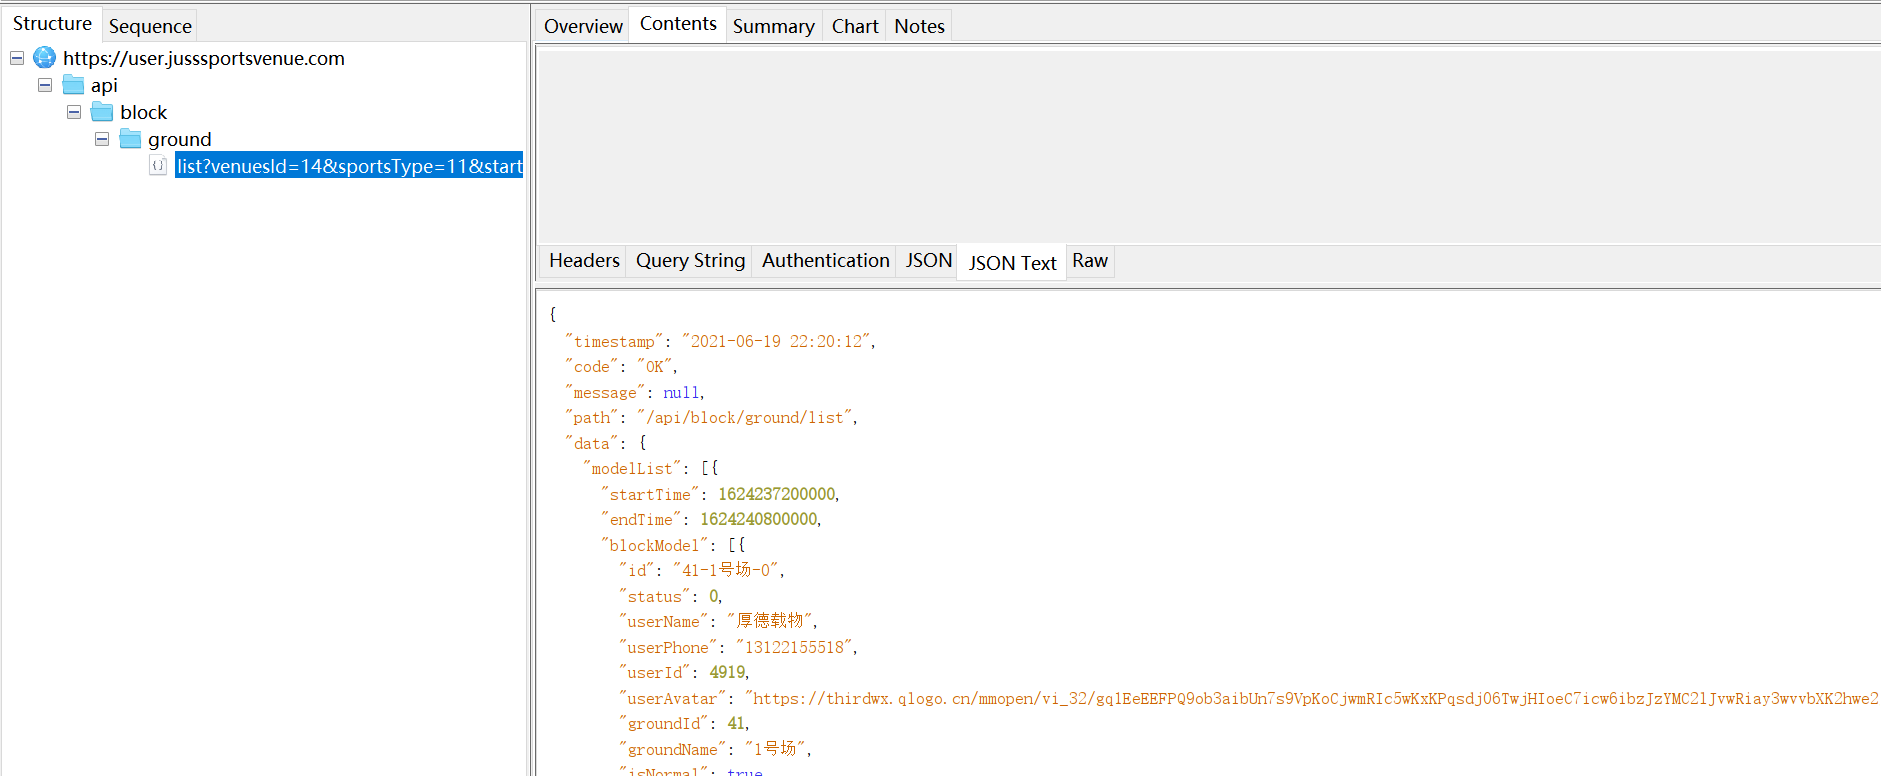 Structure Sequence
https://user.jusssportsvenue.com
api
block
ground
list?venuesId=14&sportsType=11&start
Overview Contents Summary Chart Notes
Headers Query String Authentication JSON JSON Text Raw
{
"timestamp": "2021-06-19 22:20:12",
"code": "OK",
"message": null,
"path": "/api/block/ground/list",
"data": {
"modelList": [{
"startTime": 1624237200000,
"endTime": 1624240800000,
"blockModel": [{
"id": "41-1号场-0",
"status": 0,
"userName": "厚德载物",
"userPhone": "13122155518",
"userId": 4919,
"userAvatar": "https://thirdwx.qlogo.cn/mmopen/vi_32/gqlEeEEFPQ9ob3aibUn7s9VpKoCjwmRIc5wKxKPqsdj06TwjHIoeC7icw6ibzJzYMC2lJvwRiay3wvvbXK2hwe2
"groundId": 41,
"groundName": "1号场",
"isNormal": true,